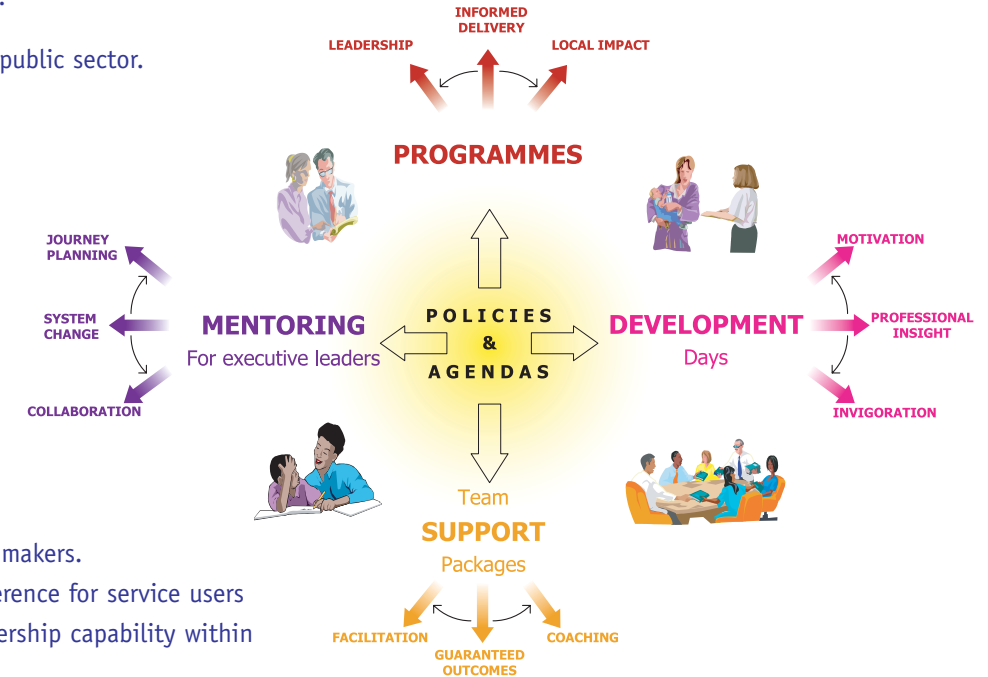 .
public sector.
INFORMED
DELIVERY
LEADERSHIP
LOCAL IMPACT
PROGRAMMES
JOURNEY
PLANNING
SYSTEM
CHANGE
COLLABORATION
MENTORING
For executive leaders
POLICIES
&
AGENDAS
DEVELOPMENT
Days
MOTIVATION
PROFESSIONAL
INSIGHT
INVIGORATION
Team
SUPPORT
Packages
FACILITATION
GUARANTEED
OUTCOMES
COACHING
makers.
erence for service users
ership capability within